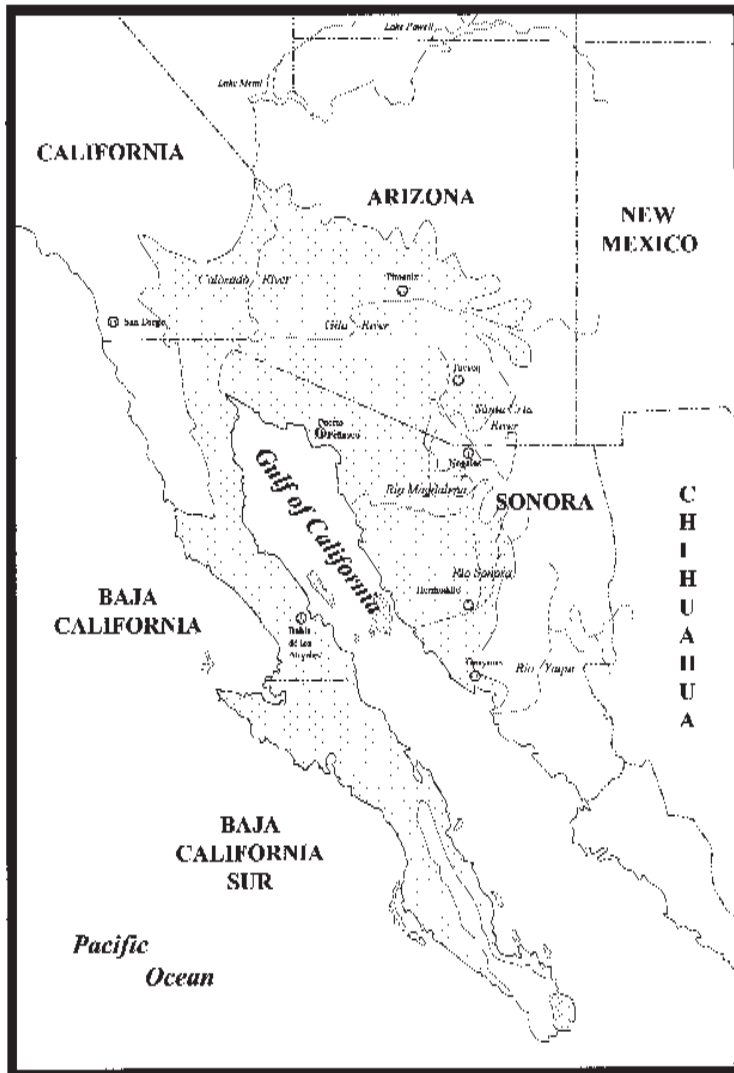 Lake Powell
Lake Mead
CALIFORNIA
ARIZONA
NEW
MEXICO
Colorado River
Phoenix
San Diego
Gila River
Tucson
Santa Cruz
River
Puerto
Peñasco
Nogales
Rio Magdalena
Gulf of California
SONORA
CHIHUAHUA
Rio Sonora
Hermosillo
BAJA
CALIFORNIA
Bahia
de los
Angeles
Guaymas
Rio Yaqui
BAJA
CALIFORNIA
SUR
Pacific
Ocean